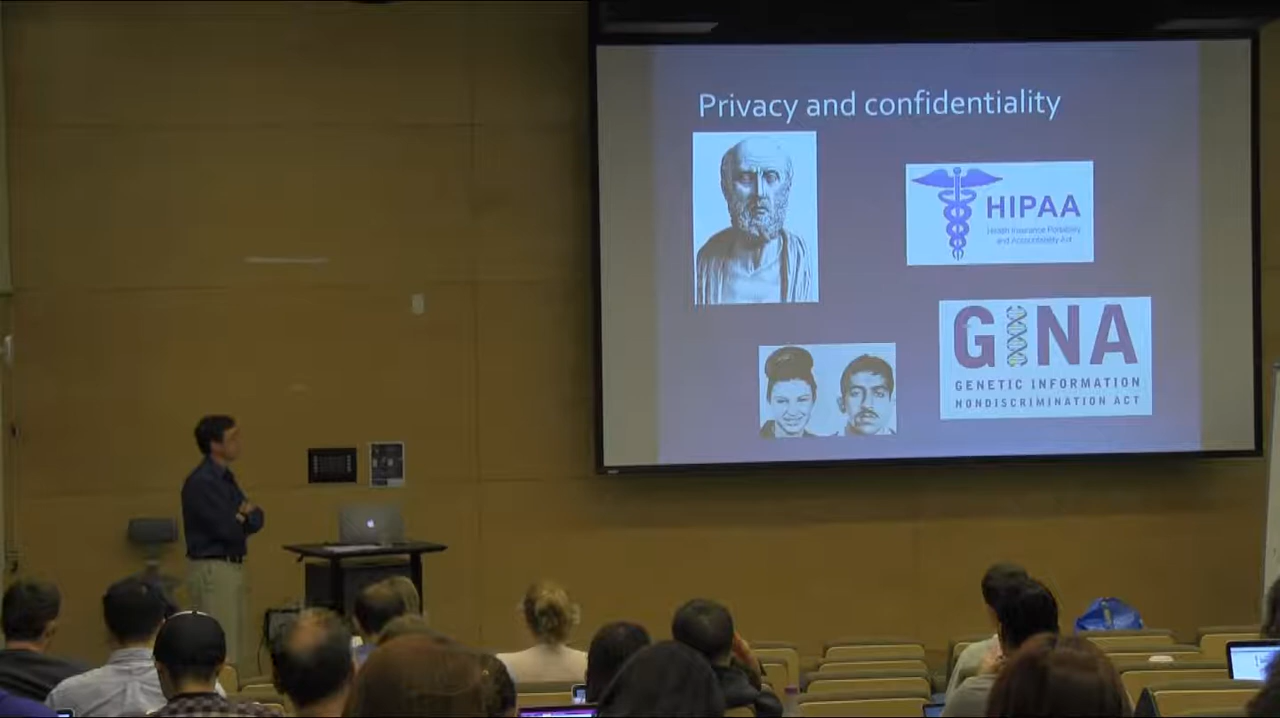 Privacy and confidentiality
HIPAA
Health Insurance Portability
and Accountability Act
GINA
GENETIC INFORMATION
NONDISCRIMINATION ACT